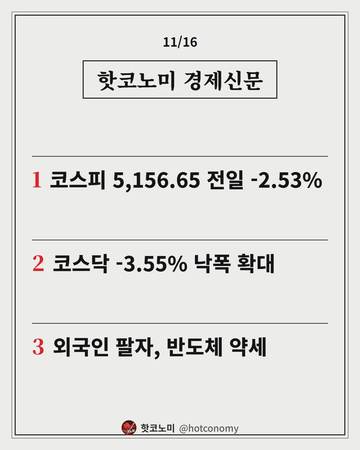 11/16
핫코노미 경제신문
1 코스피 5,156.65 전일 -2.53%
2 코스닥 -3.55% 낙폭 확대
3 외국인 팔자, 반도체 약세
핫코노미 @hotconomy